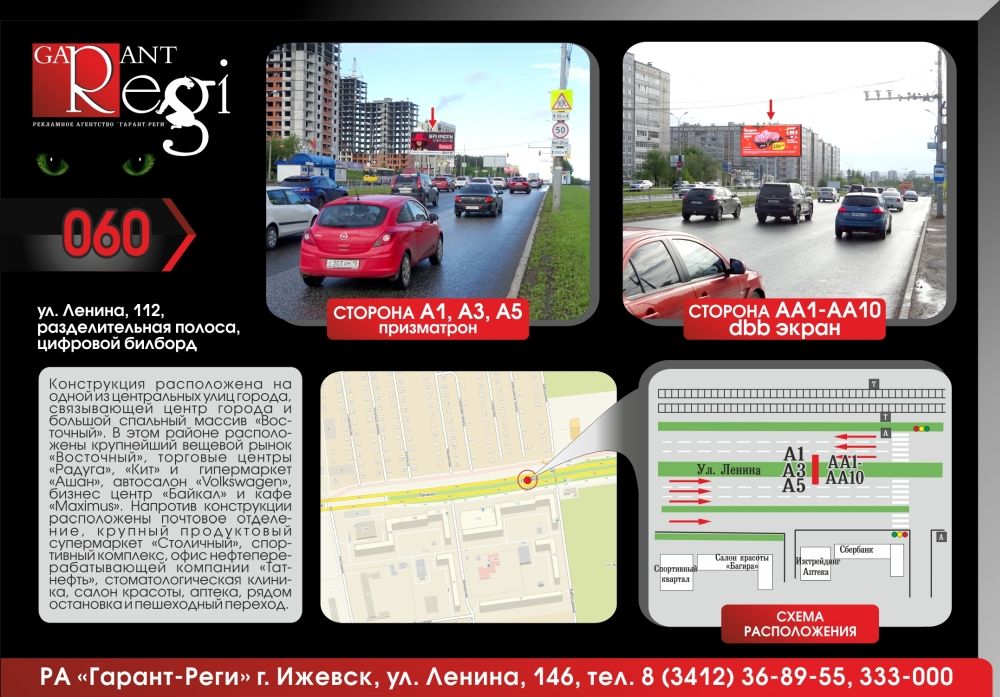 GARANT
Regi
РЕКЛАМНОЕ АГЕНТСТВО "ГАРАНТ-РЕГИ"
060
ул. Ленина, 112,
разделительная полоса,
цифровой билборд
50
СТОРОНА А1, А3, А5
призматрон
СТОРОНА АА1-АА10
dbb экран
Конструкция расположена на
одной из центральных улиц города,
связывающей центр города и
большой спальный массив «Вос-
точный». В этом районе располо-
жены крупнейший вещевой рынок
«Восточный», торговые центры
«Радуга», «Кит» и гипермаркет
«Ашан», автосалон «Volkswagen»,
бизнес центр «Байкал» и кафе
«Maximus». Напротив конструкции
расположены почтовое отделе-
ние, крупный продуктовый
супермаркет «Столичный», спор-
тивный комплекс, офис нефтепере-
рабатывающей компании «Тат-
нефть», стоматологическая клини-
ка, салон красоты, аптека, рядом
остановка и пешеходный переход.
Т
Т
А
Ул. Ленина
А1
А3
А5
АА1-
АА10
А
Спортивный
квартал
Салон красоты
«Багира»
Ижтрейдинг
Аптека
Сбербанк
СХЕМА
РАСПОЛОЖЕНИЯ
РА «Гарант-Реги» г. Ижевск, ул. Ленина, 146, тел. 8 (3412) 36-89-55, 333-000